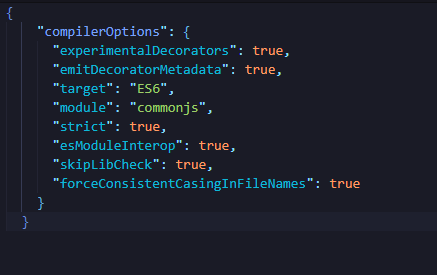 {
"compilerOptions": {
"experimentalDecorators": true,
"emitDecoratorMetadata": true,
"target": "ES6",
"module": "commonjs",
"strict": true,
"esModuleInterop": true,
"skipLibCheck": true,
"forceConsistentCasingInFileNames": true
}
}